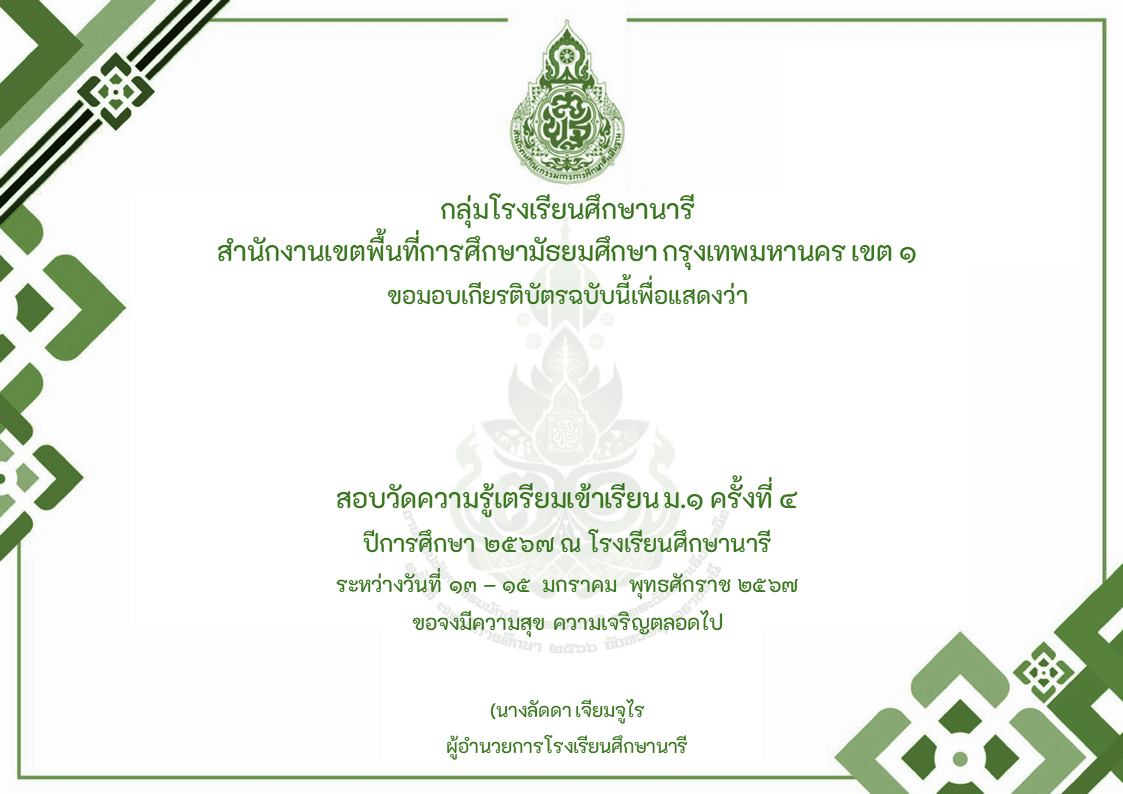 กลุ่มโรงเรียนศึกษานารี
สำนักงานเขตพื้นที่การศึกษามัธยมศึกษา กรุงเทพมหานคร เขต ๑
ขอมอบเกียรติบัตรฉบับนี้เพื่อแสดงว่า
สอบวัดความรู้เตรียมเข้าเรียน ม.๑ ครั้งที่ ๔
ปีการศึกษา ๒๕๖๗ ณ โรงเรียนศึกษานารี
ระหว่างวันที่ ๑๓ – ๑๕ มกราคม พุทธศักราช ๒๕๖๗
ขอจงมีความสุข ความเจริญตลอดไป
(นางลัดดา เจียมจูไร
ผู้อำนวยการโรงเรียนศึกษานารี